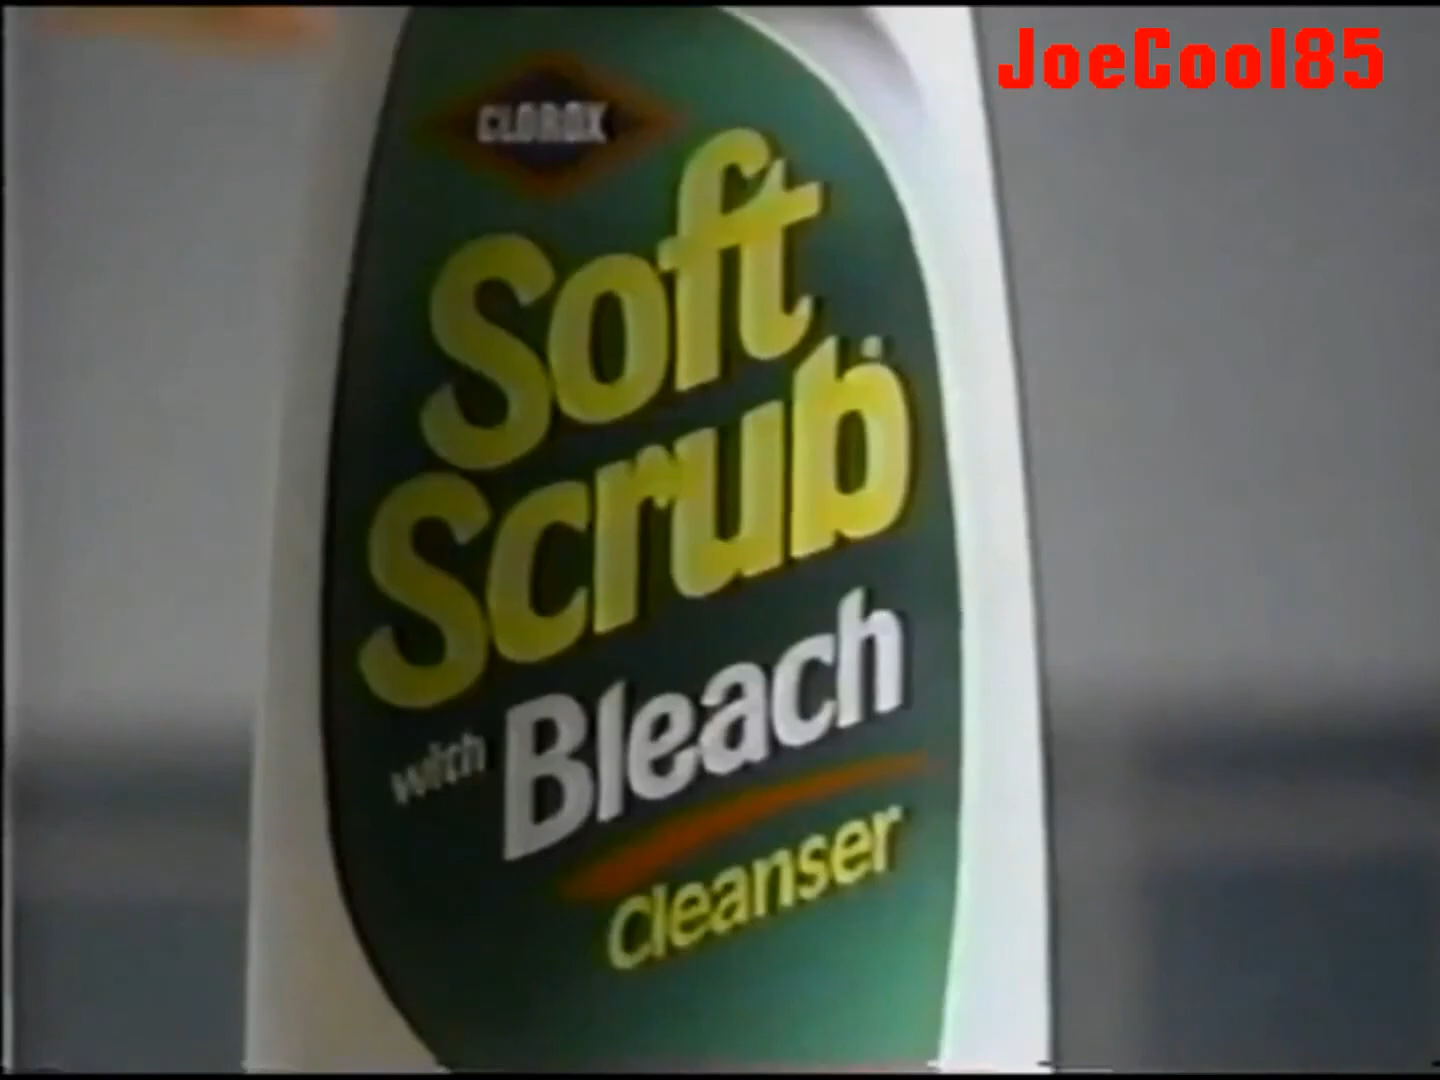 JoeCool85
CLOROX
Soft
Scrub
with Bleach
Cleanser